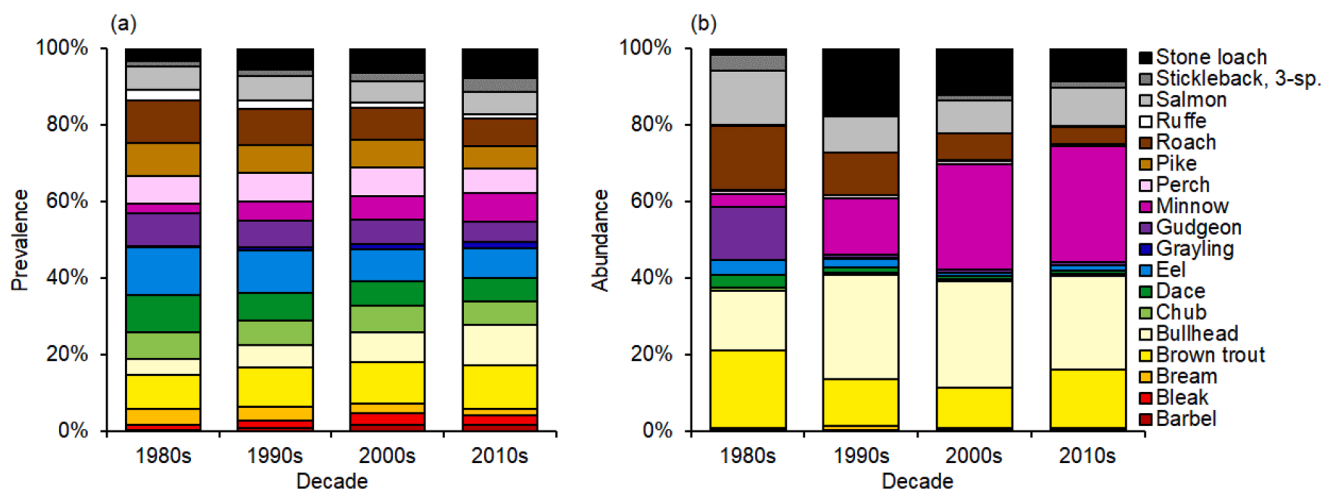 (a)
100%
80%
60%
40%
20%
0%
Prevalence
1980s 1990s 2000s 2010s
Decade
(b)
100%
80%
60%
40%
20%
0%
Abundance
1980s 1990s 2000s 2010s
Decade
Stone loach
Stickleback, 3-sp.
Salmon
Ruffe
Roach
Pike
Perch
Minnow
Gudgeon
Grayling
Eel
Dace
Chub
Bullhead
Brown trout
Bream
Bleak
Barbel